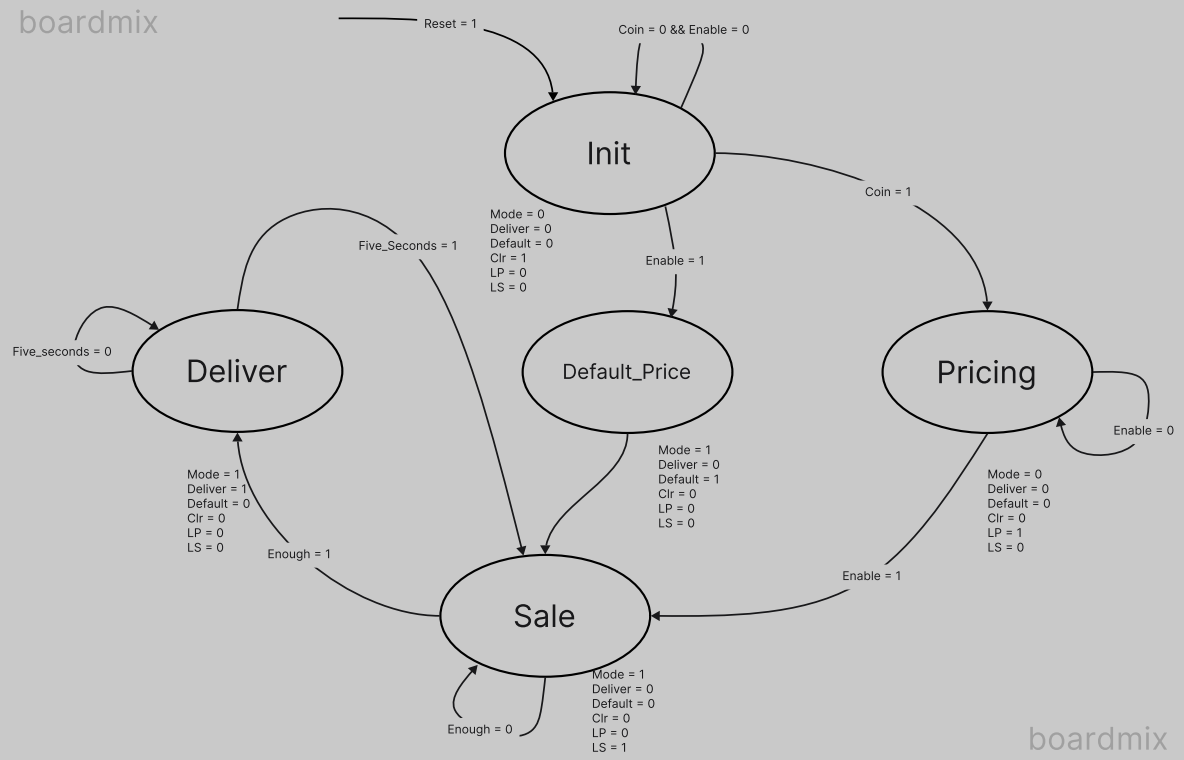 boardmix
Reset = 1
Coin = 0 && Enable = 0
Init
Coin = 1
Mode = 0
Deliver = 0
Default = 0
Clr = 1
LP = 0
LS = 0
Five_Seconds = 1
Enable = 1
Five_seconds = 0
Deliver
Default_Price
Pricing
Enable = 0
Mode = 1
Deliver = 1
Default = 0
Clr = 0
LP = 0
LS = 0
Mode = 1
Deliver = 0
Default = 1
Clr = 0
LP = 0
LS = 0
Mode = 0
Deliver = 0
Default = 0
Clr = 0
LP = 1
LS = 0
Enough = 1
Enable = 1
Sale
Enough = 0
Mode = 1
Deliver = 0
Default = 0
Clr = 0
LP = 0
LS = 1
boardmix